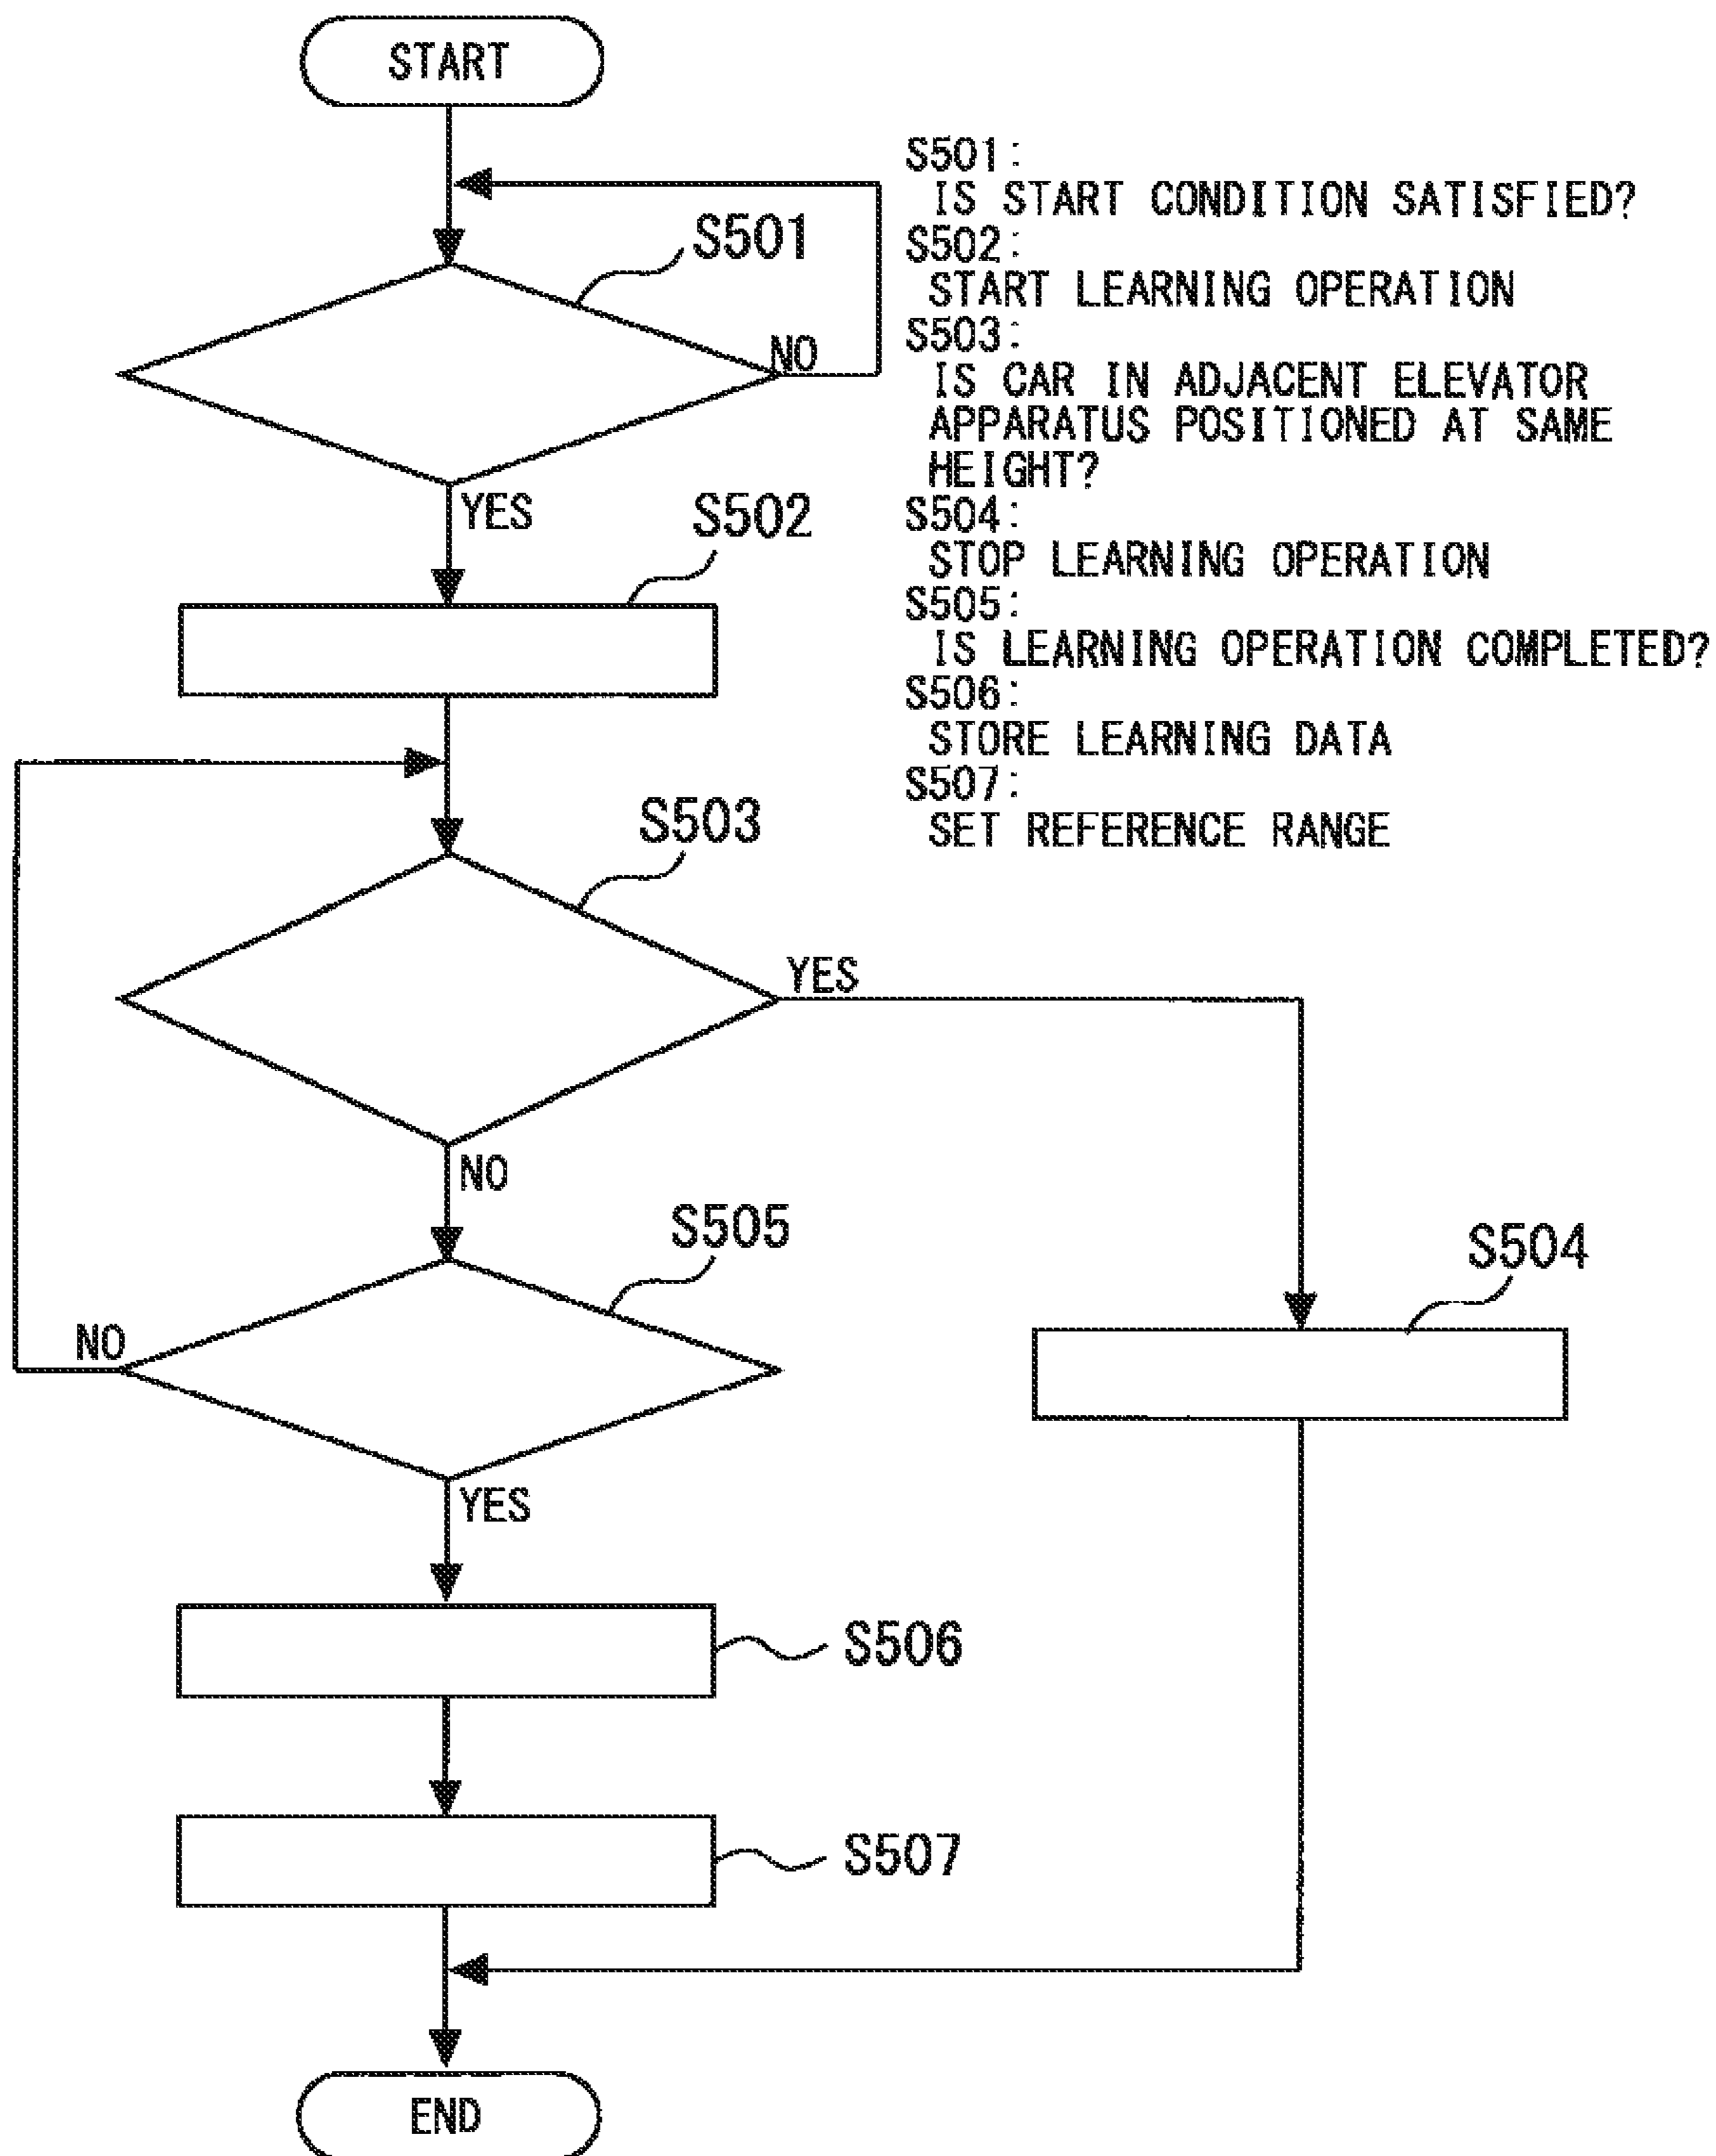 START
S501:
IS START CONDITION SATISFIED?
S502:
START LEARNING OPERATION
S503:
IS CAR IN ADJACENT ELEVATOR
APPARATUS POSITIONED AT SAME
HEIGHT?
S504:
STOP LEARNING OPERATION
S505:
IS LEARNING OPERATION COMPLETED?
S506:
STORE LEARNING DATA
S507:
SET REFERENCE RANGE
S501
NO
YES
S502
S503
YES
NO
S505
S504
NO
YES
S506
S507
END